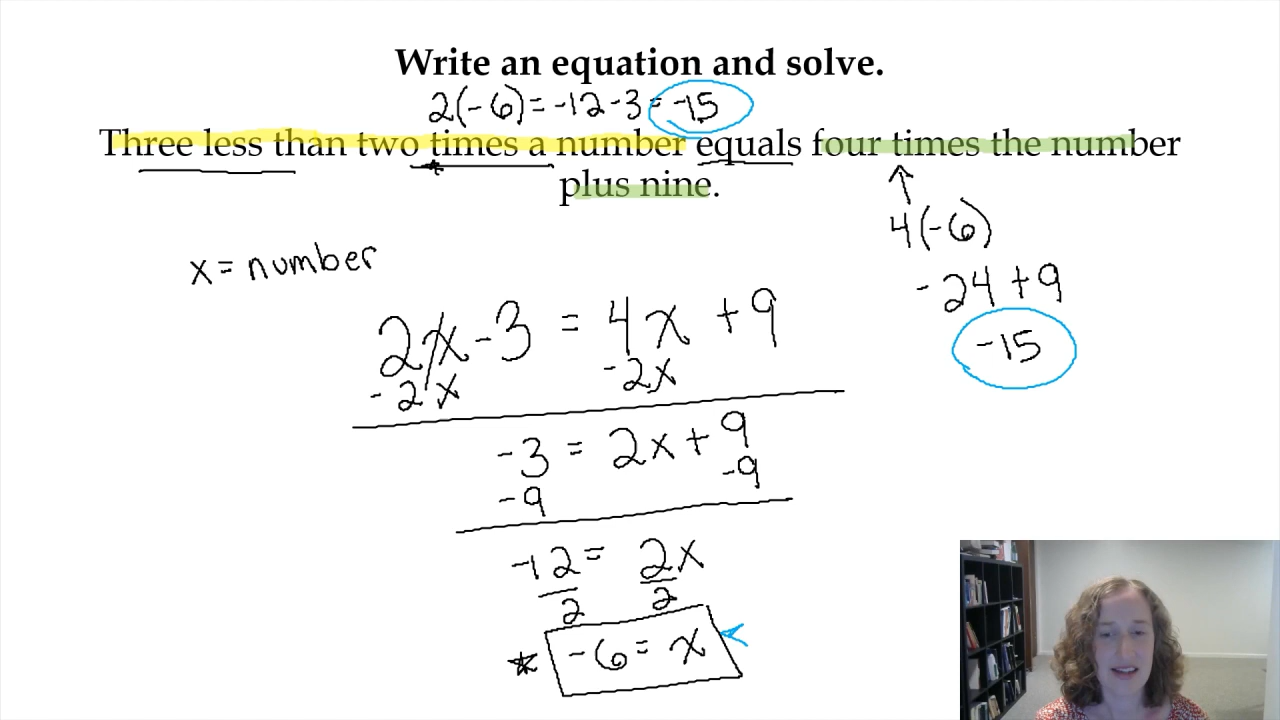 Write an equation and solve.
2(-6) = -12 - 3 = -15
Three less than two times a number equals four times the number
plus nine.
4(-6)
-24 + 9
-15
x = number
2x - 3 = 4x + 9
-2x -2x
-3 = 2x + 9
-9 -9
-12 = 2x
2 2
* -6 = x